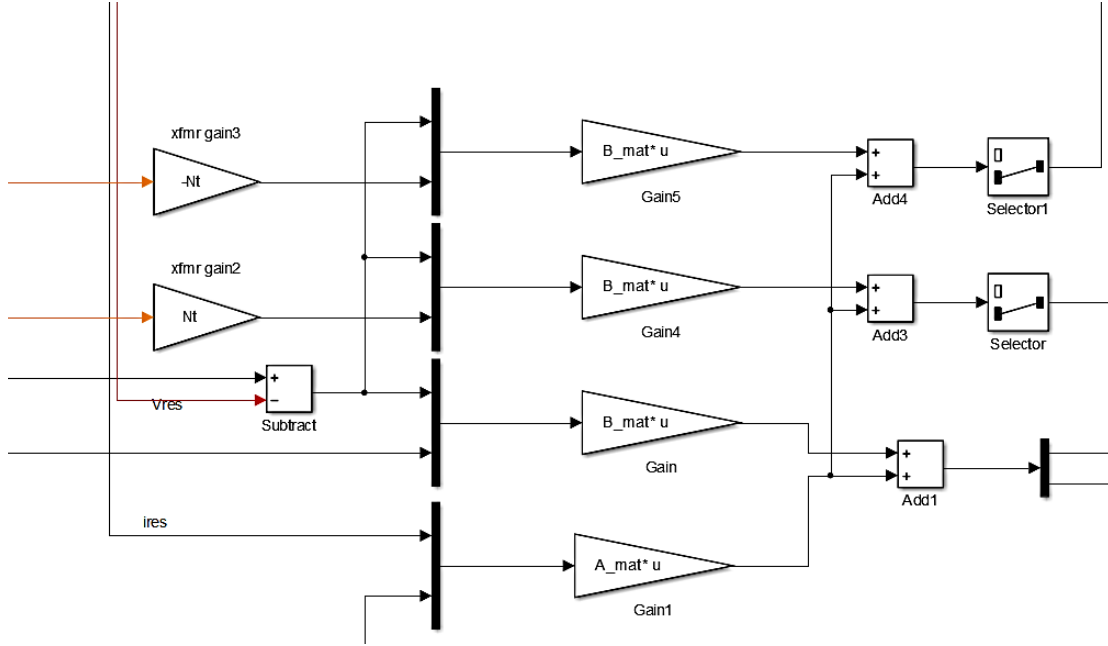 xfmr gain3
-Nt
B_mat* u
Gain5
+
+
Add4
Selector1
xfmr gain2
Nt
B_mat* u
Gain4
+
+
Add3
Selector
+
−
Vres
Subtract
B_mat* u
Gain
+
+
Add1
ires
A_mat* u
Gain1